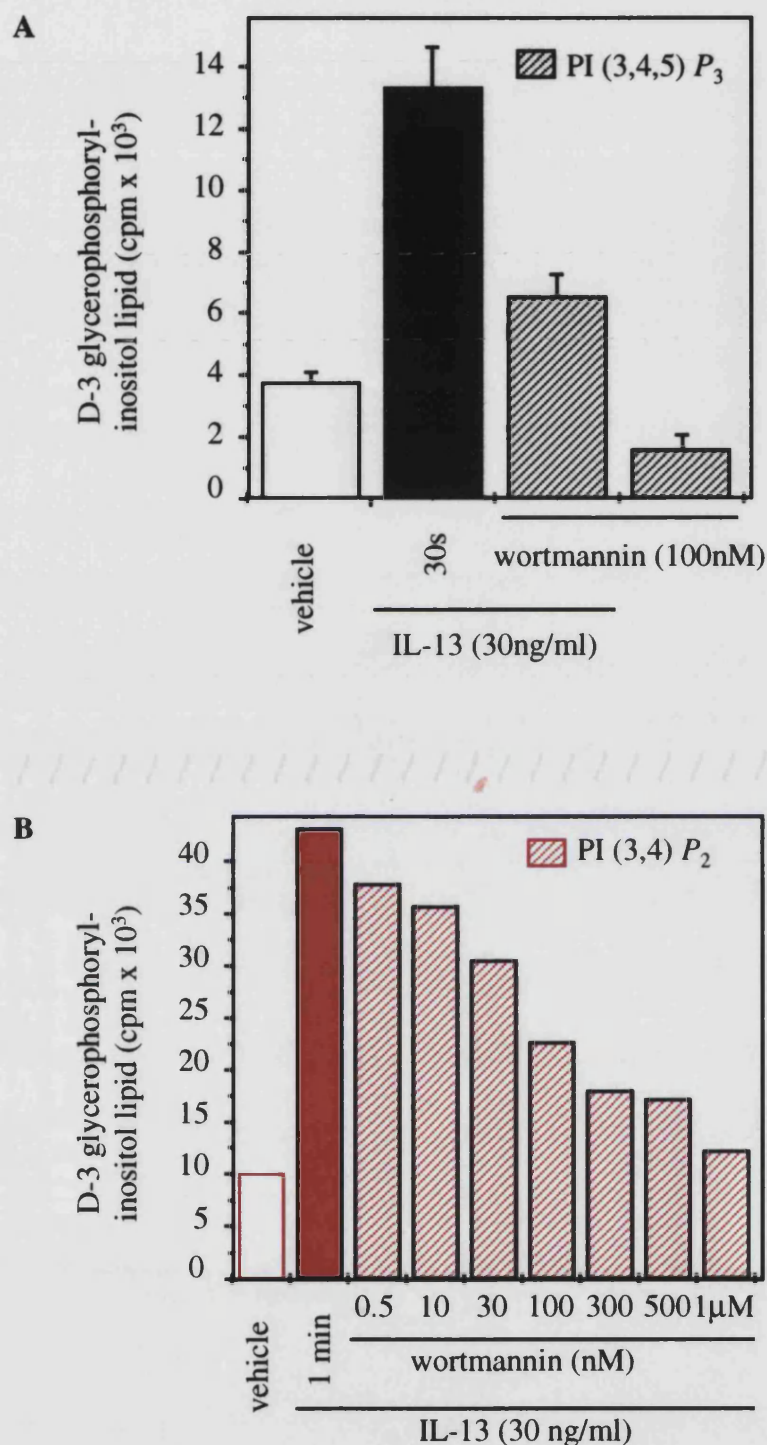 A
PI (3,4,5) P3
D-3 glycerophosphoryl-
inositol lipid (cpm x 10³)
14
12
10
8
6
4
2
0
vehicle
30s
wortmannin (100nM)
IL-13 (30ng/ml)
B
PI (3,4) P2
D-3 glycerophosphoryl-
inositol lipid (cpm x 10³)
40
35
30
25
20
15
10
5
0
vehicle
1 min
0.5 10 30 100 300 500 1µM
wortmannin (nM)
IL-13 (30 ng/ml)